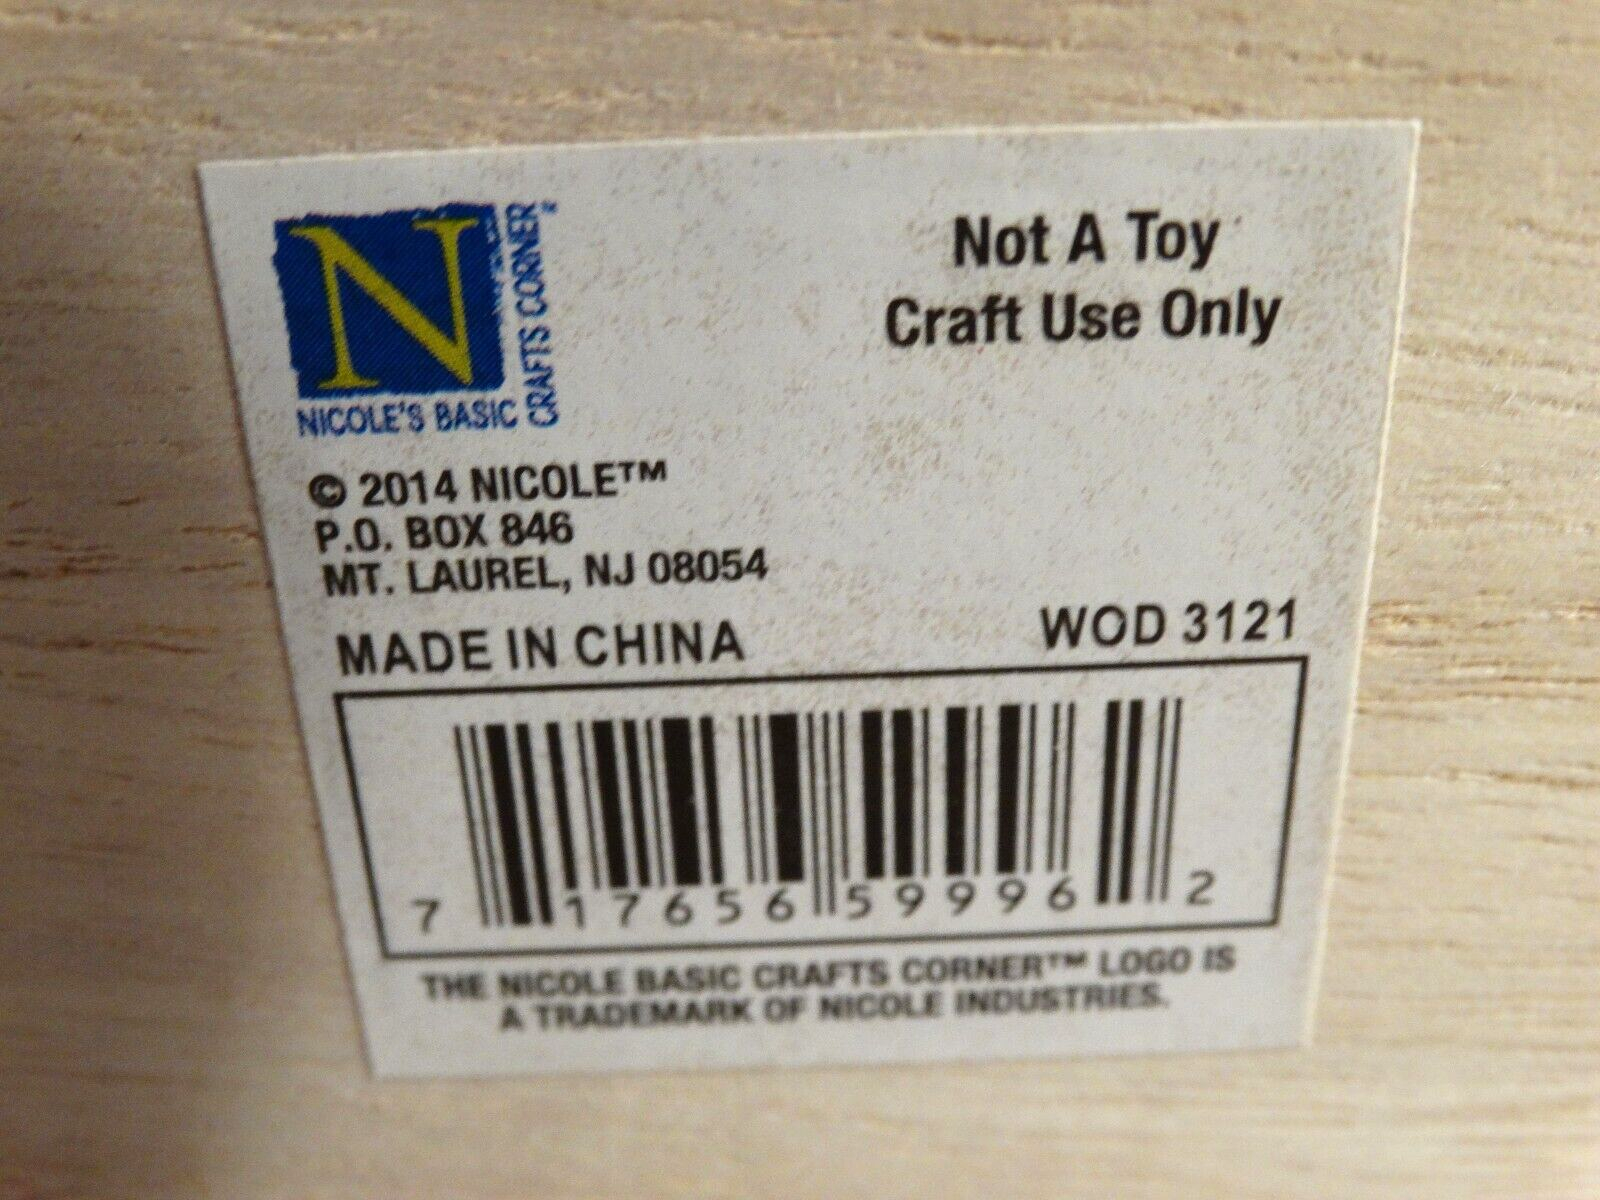 N
NICOLE'S BASIC
CRAFTS CORNER
Not A Toy
Craft Use Only
© 2014 NICOLE™
P.O. BOX 846
MT. LAUREL, NJ 08054
MADE IN CHINA
WOD 3121
7 17656 59996 2
THE NICOLE BASIC CRAFTS CORNER™ LOGO IS
A TRADEMARK OF NICOLE INDUSTRIES.